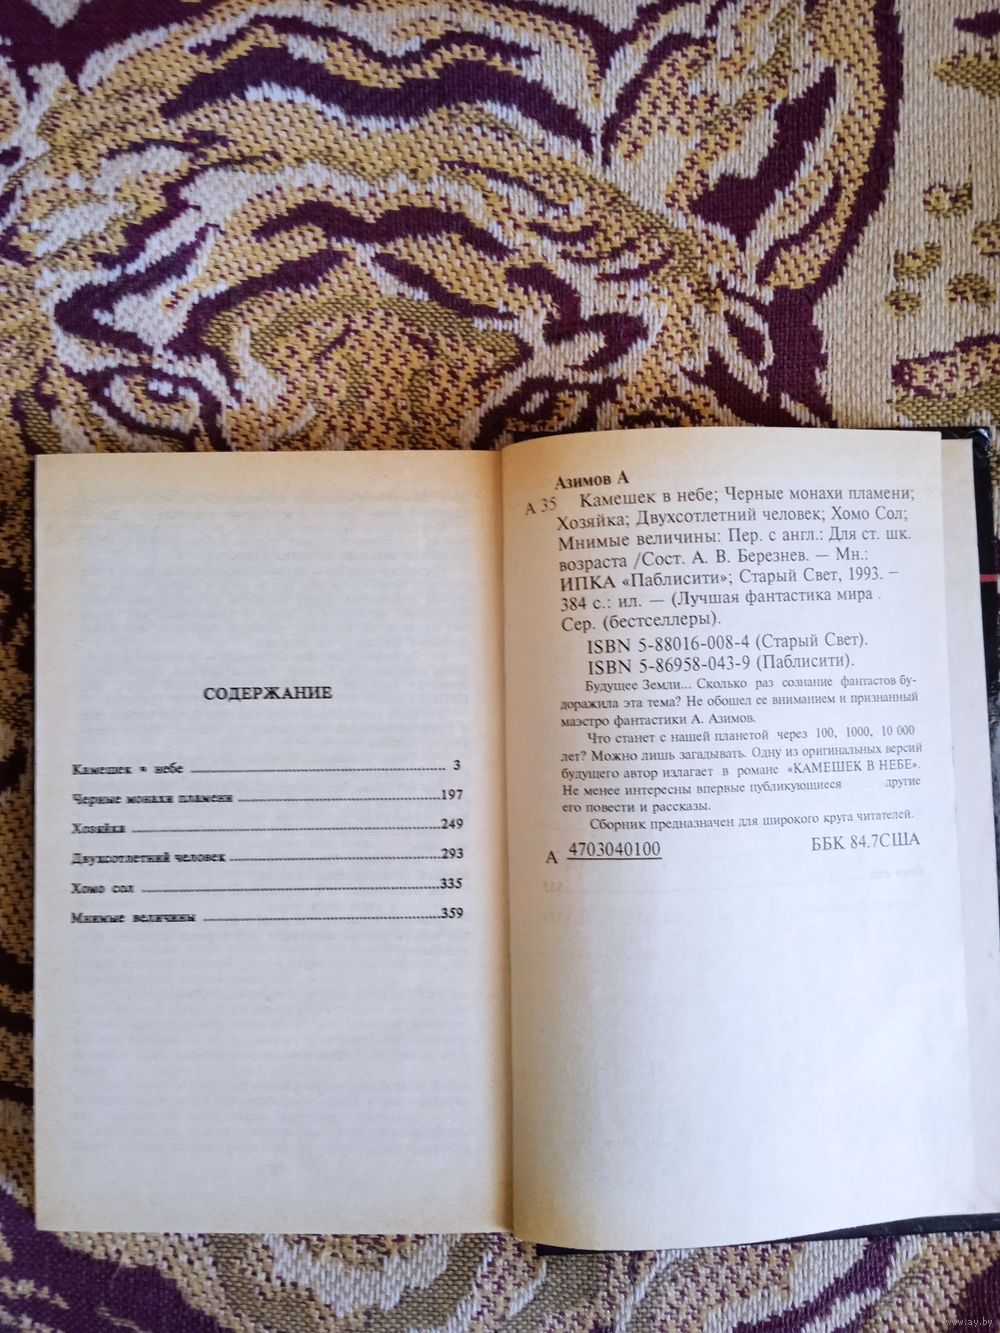 СОДЕРЖАНИЕ
Камешек в небе ........ 3
Черные монахи пламени ........ 197
Хозяйка ........ 249
Двухсотлетний человек ........ 293
Хомо сол ........ 335
Мнимые величины ........ 359
Азимов А
А 35 Камешек в небе; Черные монахи пламени;
Хозяйка; Двухсотлетний человек; Хомо Сол;
Мнимые величины: Пер. с англ.: Для ст. шк.
возраста /Сост. А. В. Березнев. — Мн.:
ИПКА «Паблисити»; Старый Свет, 1993. –
384 с.: ил. — (Лучшая фантастика мира .
Сер. (бестселлеры).
ISBN 5-88016-008-4 (Старый Свет).
ISBN 5-86958-043-9 (Паблисити).
Будущее Земли... Сколько раз сознание фантастов бу-
доражила эта тема? Не обошел ее вниманием и признанный
маэстро фантастики А. Азимов.
Что станет с нашей планетой через 100, 1000, 10 000
лет? Можно лишь загадывать. Одну из оригинальных версий
будущего автор излагает в романе «КАМЕШЕК В НЕБЕ».
Не менее интересны впервые публикующиеся другие
его повести и рассказы.
Сборник предназначен для широкого круга читателей.
А 4703040100 ББК 84.7США
www.ay.by